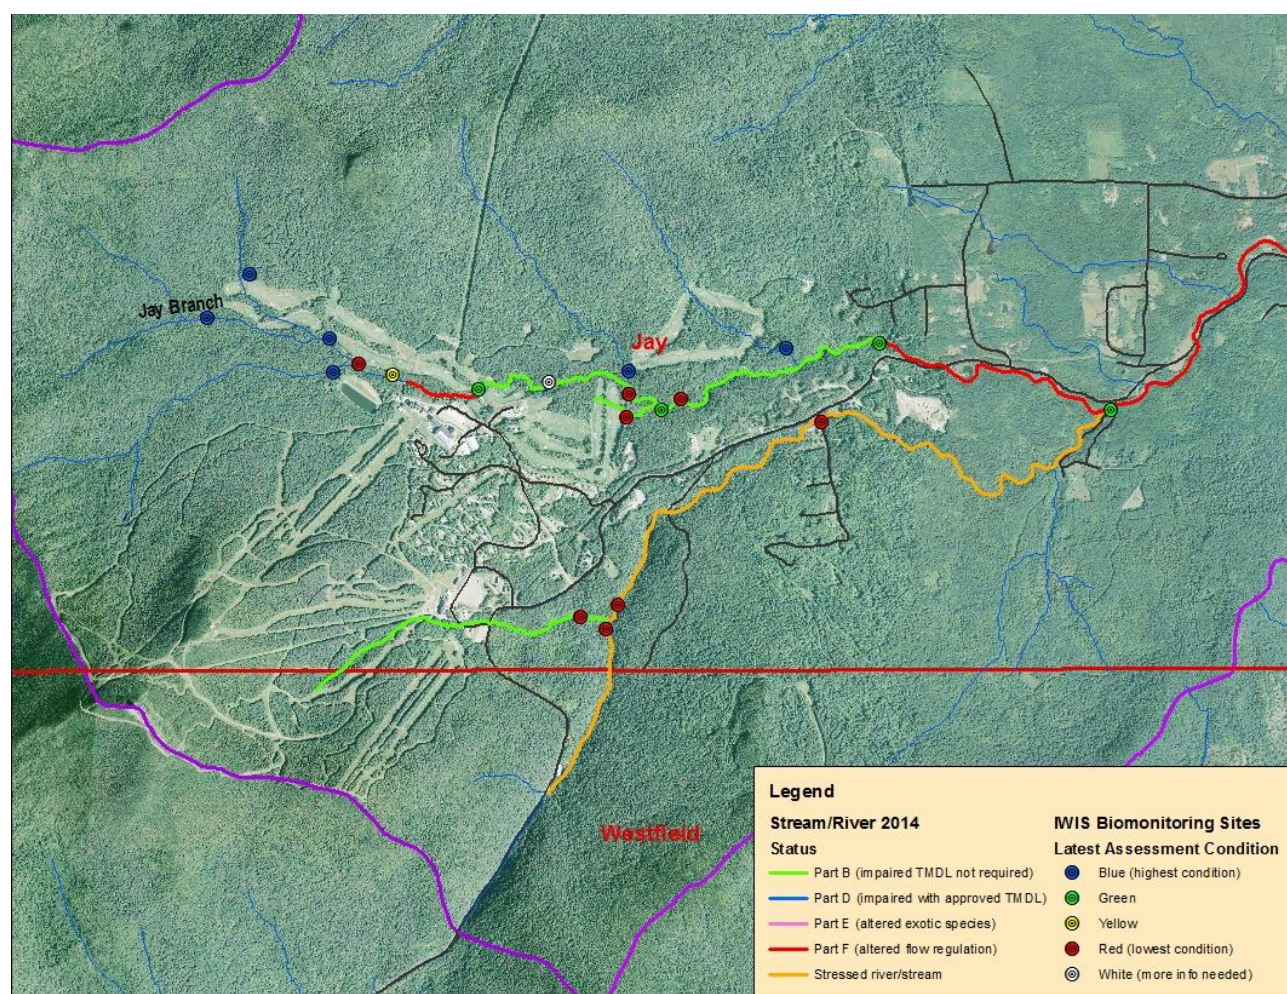 Jay Branch
Jay
Westfield
Legend
Stream/River 2014
Status
Part B (impaired TMDL not required)
Part D (impaired with approved TMDL)
Part E (altered exotic species)
Part F (altered flow regulation)
Stressed river/stream
IWIS Biomonitoring Sites
Latest Assessment Condition
Blue (highest condition)
Green
Yellow
Red (lowest condition)
White (more info needed)